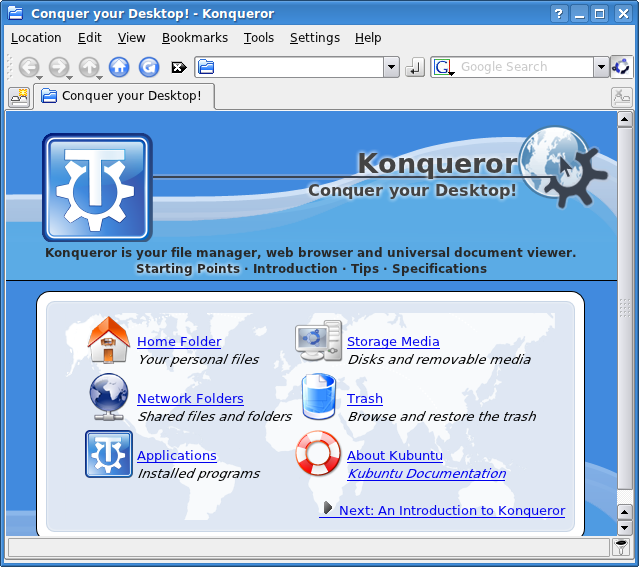 Conquer your Desktop! - Konqueror
Location Edit View Bookmarks Tools Settings Help
G Google Search
Conquer your Desktop!
Konqueror
Conquer your Desktop!
Konqueror is your file manager, web browser and universal document viewer.
Starting Points · Introduction · Tips · Specifications
Home Folder
Your personal files
Storage Media
Disks and removable media
Network Folders
Shared files and folders
Trash
Browse and restore the trash
Applications
Installed programs
About Kubuntu
Kubuntu Documentation
Next: An Introduction to Konqueror